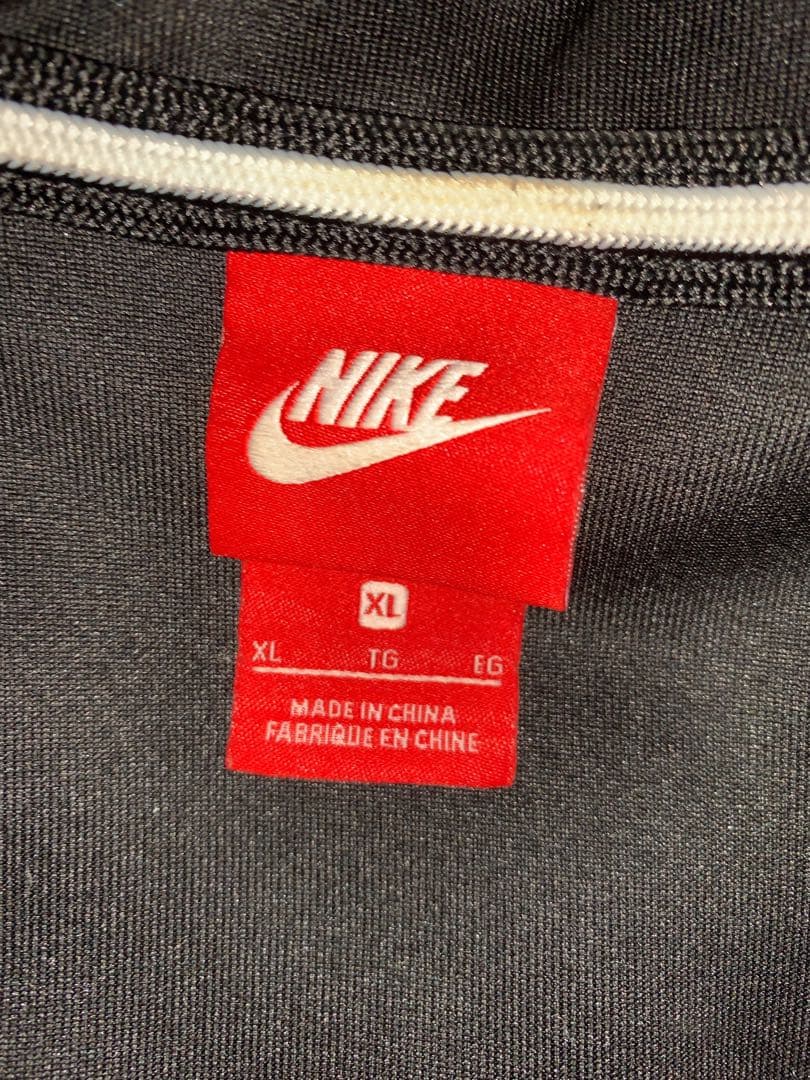 NIKE
XL
XL TG EG
MADE IN CHINA
FABRIQUE EN CHINE